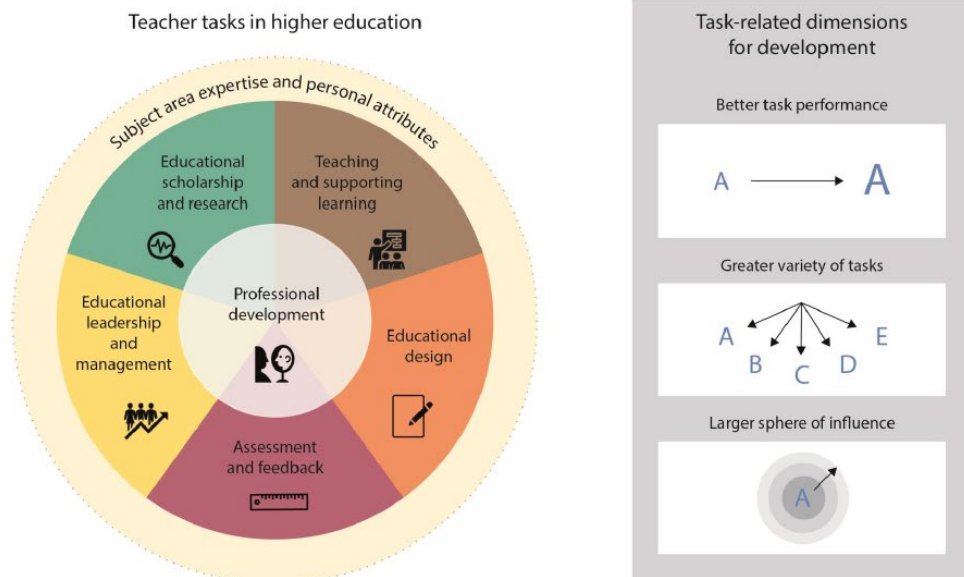 Teacher tasks in higher education
Subject area expertise and personal attributes
Educational
scholarship
and research
Teaching
and supporting
learning
Educational
leadership
and
management
Professional
development
Educational
design
Assessment
and feedback
Task-related dimensions
for development
Better task performance
A A
Greater variety of tasks
A B C D E
Larger sphere of influence
A